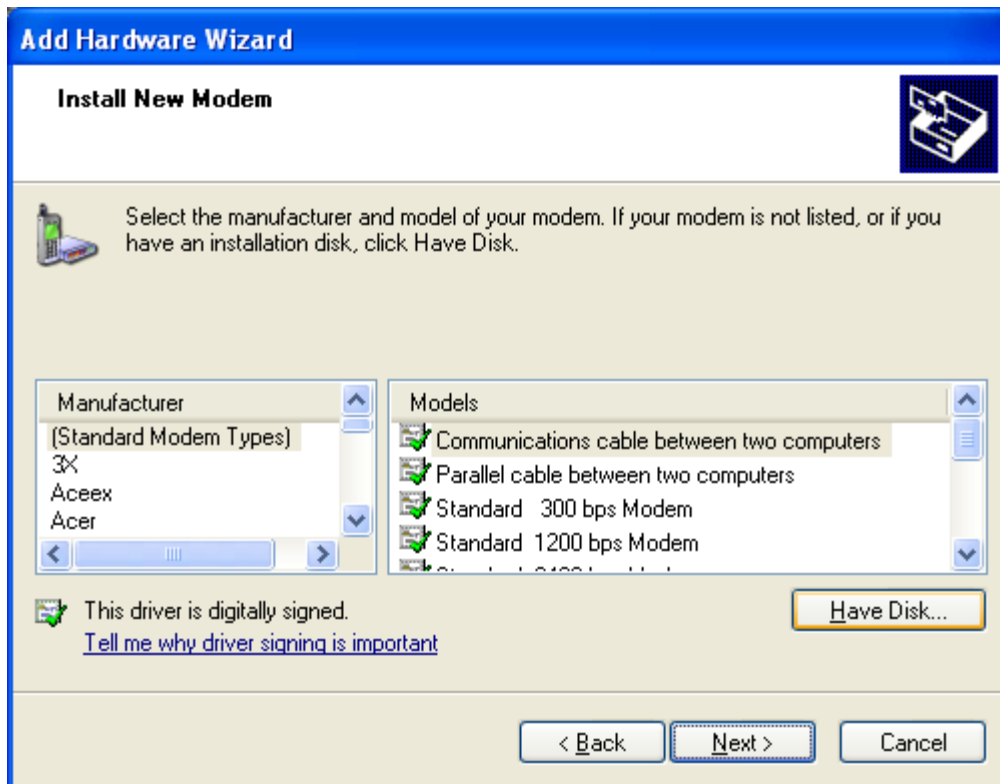 Add Hardware Wizard
Install New Modem
Select the manufacturer and model of your modem. If your modem is not listed, or if you
have an installation disk, click Have Disk.
Manufacturer
(Standard Modem Types)
3X
Aceex
Acer
Models
Communications cable between two computers
Parallel cable between two computers
Standard 300 bps Modem
Standard 1200 bps Modem
This driver is digitally signed.
Tell me why driver signing is important
Have Disk...
< Back
Next >
Cancel